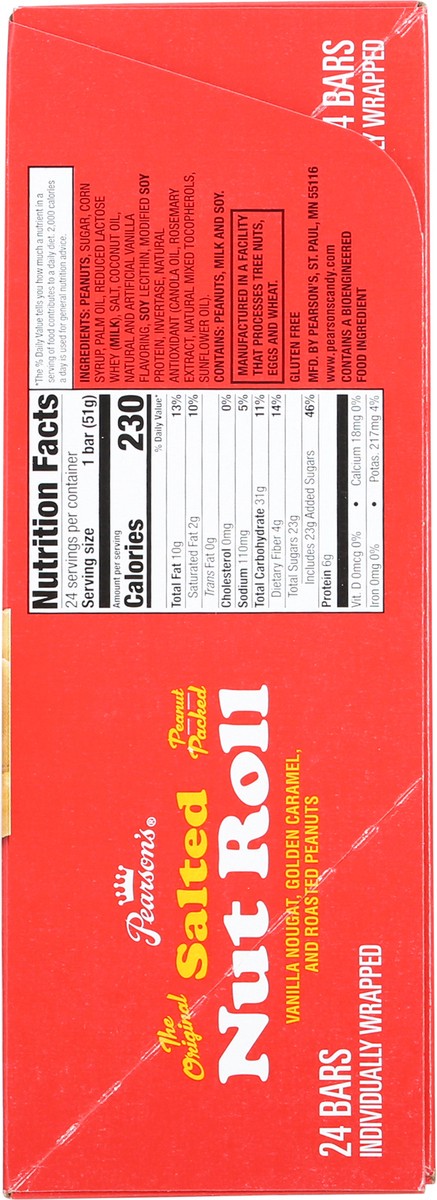 The
Original
Pearson's®
Salted
Peanut
Packed
Nut Roll
VANILLA NOUGAT, GOLDEN CARAMEL,
AND ROASTED PEANUTS
24 BARS
INDIVIDUALLY WRAPPED
Nutrition Facts
24 servings per container
Serving size 1 bar (51g)
Amount per serving
Calories 230
% Daily Value*
Total Fat 10g 13%
Saturated Fat 2g 10%
Trans Fat 0g
Cholesterol 0mg 0%
Sodium 110mg 5%
Total Carbohydrate 31g 11%
Dietary Fiber 4g 14%
Total Sugars 23g
Includes 23g Added Sugars 46%
Protein 6g
Vit. D 0mcg 0% • Calcium 18mg 0%
Iron 0mg 0% • Potas. 217mg 4%
*The % Daily Value tells you how much a nutrient in a
serving of food contributes to a daily diet. 2,000 calories
a day is used for general nutrition advice.
INGREDIENTS: PEANUTS, SUGAR, CORN
SYRUP, PALM OIL, REDUCED LACTOSE
WHEY (MILK), SALT, COCONUT OIL,
NATURAL AND ARTIFICIAL VANILLA
FLAVORING, SOY LECITHIN, MODIFIED SOY
PROTEIN, INVERTASE, NATURAL
ANTIOXIDANT (CANOLA OIL, ROSEMARY
EXTRACT, NATURAL MIXED TOCOPHEROLS,
SUNFLOWER OIL).
CONTAINS: PEANUTS, MILK AND SOY.
MANUFACTURED IN A FACILITY
THAT PROCESSES TREE NUTS,
EGGS AND WHEAT.
GLUTEN FREE
MFD. BY PEARSON'S, ST. PAUL, MN 55116
www.pearsonscandy.com
CONTAINS A BIOENGINEERED
FOOD INGREDIENT
4 BARS
LY WRAPPED